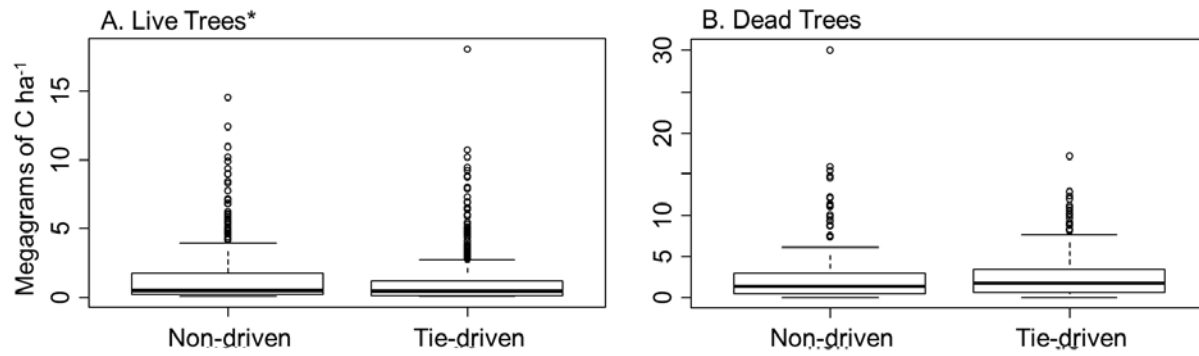 A. Live Trees*
B. Dead Trees
Megagrams of C ha⁻¹
15
10
5
0
30
20
10
5
0
Non-driven
Tie-driven
Non-driven
Tie-driven